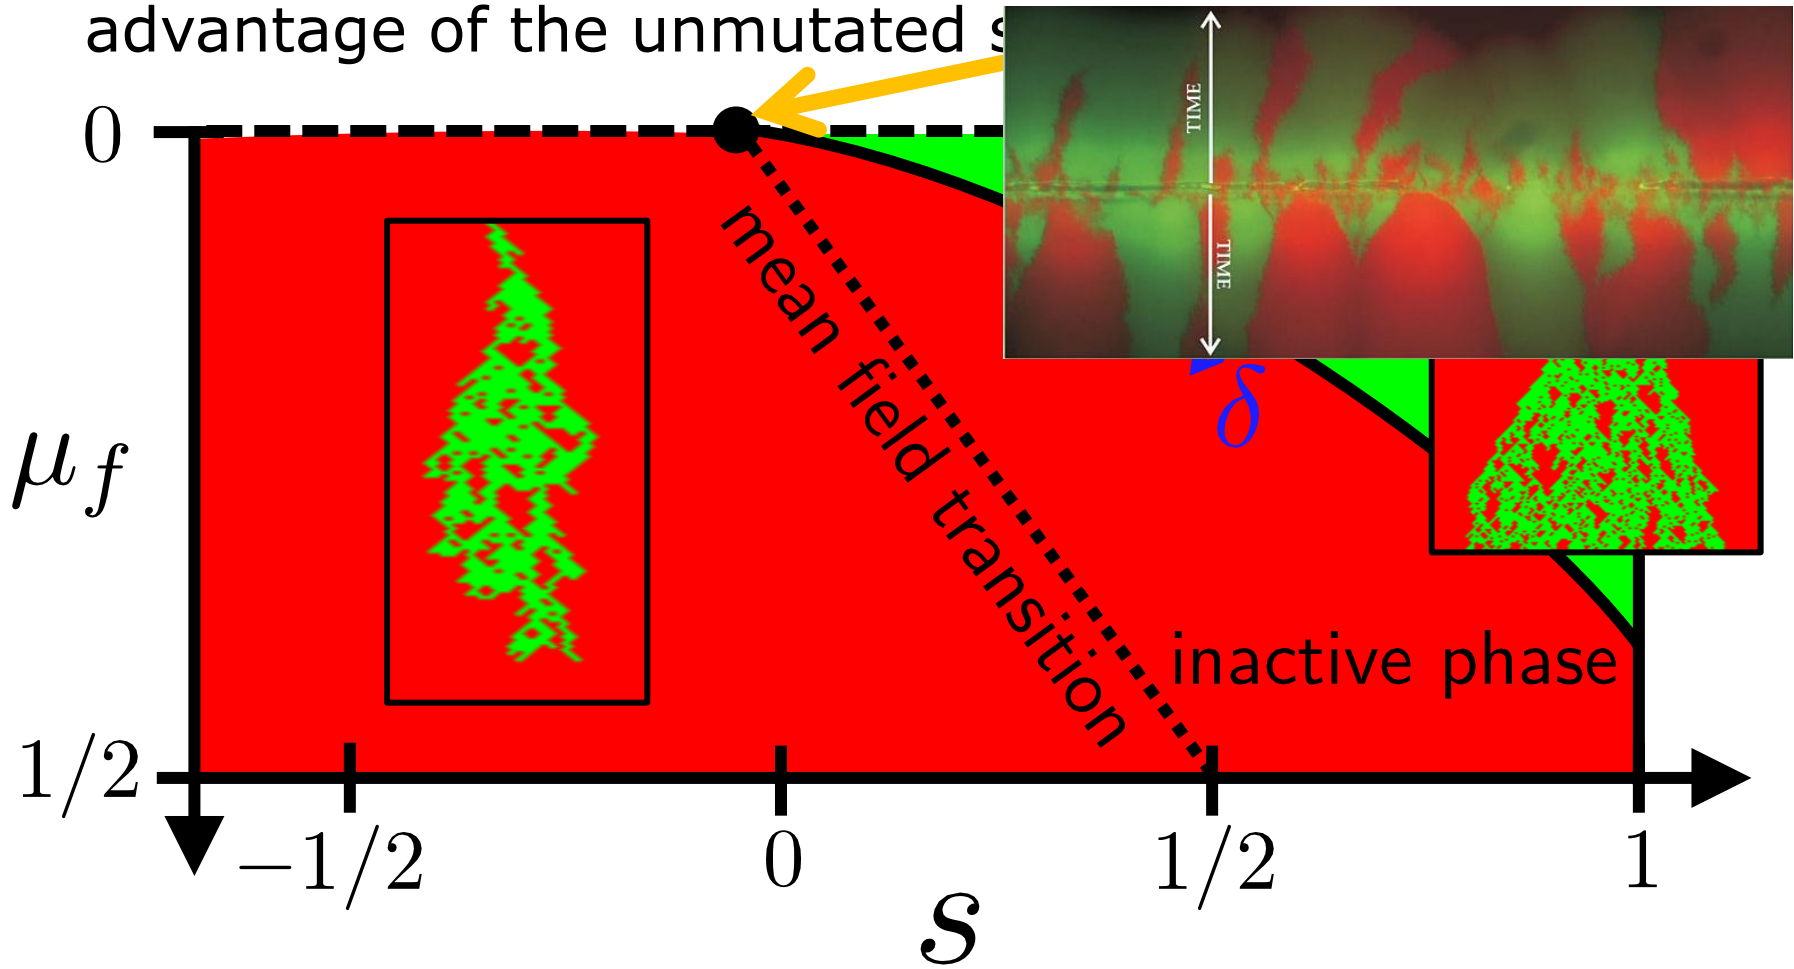 advantage of the unmutated
TIME
0
TIME
mean field transition
δ
μf
inactive phase
1/2
−1/2 0 1/2 1
s